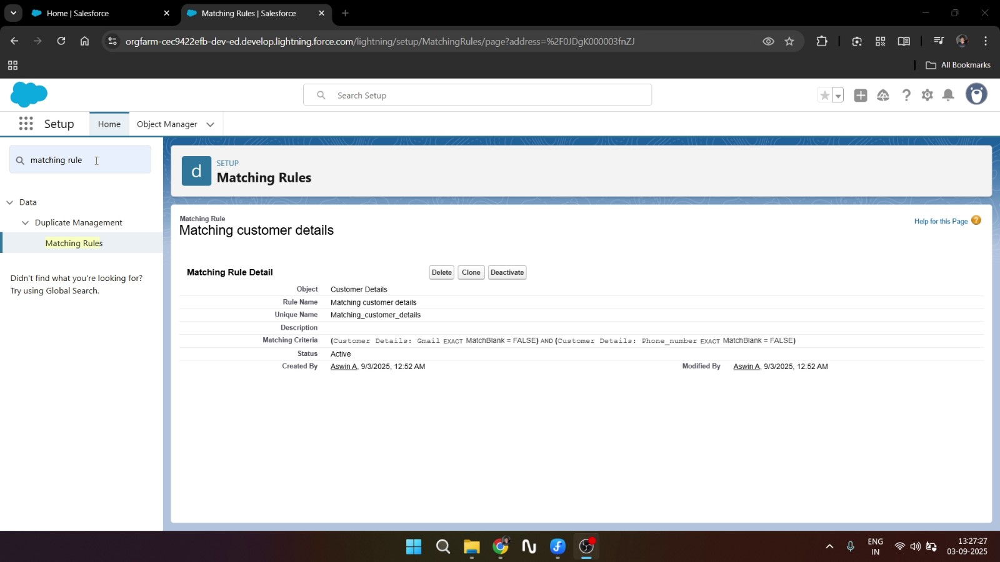 Home | Salesforce
Matching Rules | Salesforce
orgfarm-cec9422efb-dev-ed.develop.lightning.force.com/lightning/setup/MatchingRules/page?address=%2F0JDgK000003fnZJ
All Bookmarks
Search Setup
Setup
Home
Object Manager
matching rule
Data
Duplicate Management
Matching Rules
Didn't find what you're looking for?
Try using Global Search.
d
SETUP
Matching Rules
Matching Rule
Matching customer details
Help for this Page
Matching Rule Detail
Delete
Clone
Deactivate
Object Customer Details
Rule Name Matching customer details
Unique Name Matching_customer_details
Description
Matching Criteria (Customer Details: Gmail EXACT MatchBlank = FALSE) AND (Customer Details: Phone_number EXACT MatchBlank = FALSE)
Status Active
Created By Aswin A, 9/3/2025, 12:52 AM Modified By Aswin A, 9/3/2025, 12:52 AM
ENG
IN
13:27:27
03-09-2025